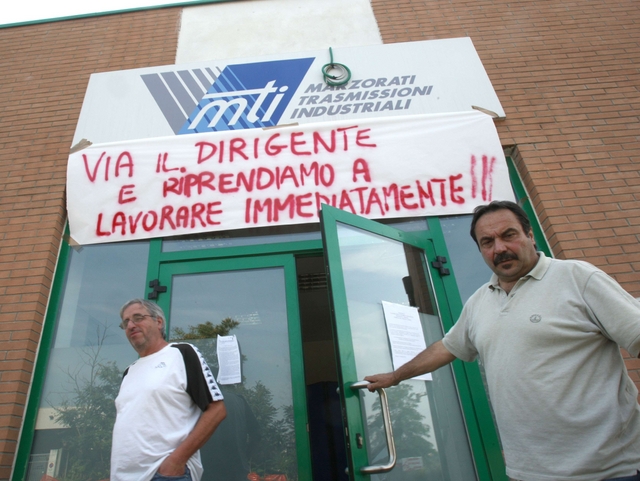 mti
MARZORATI
TRASMISSIONI
INDUSTRIALI
VIA IL DIRIGENTE
E RIPRENDIAMO A
LAVORARE IMMEDIATAMENTE!!!